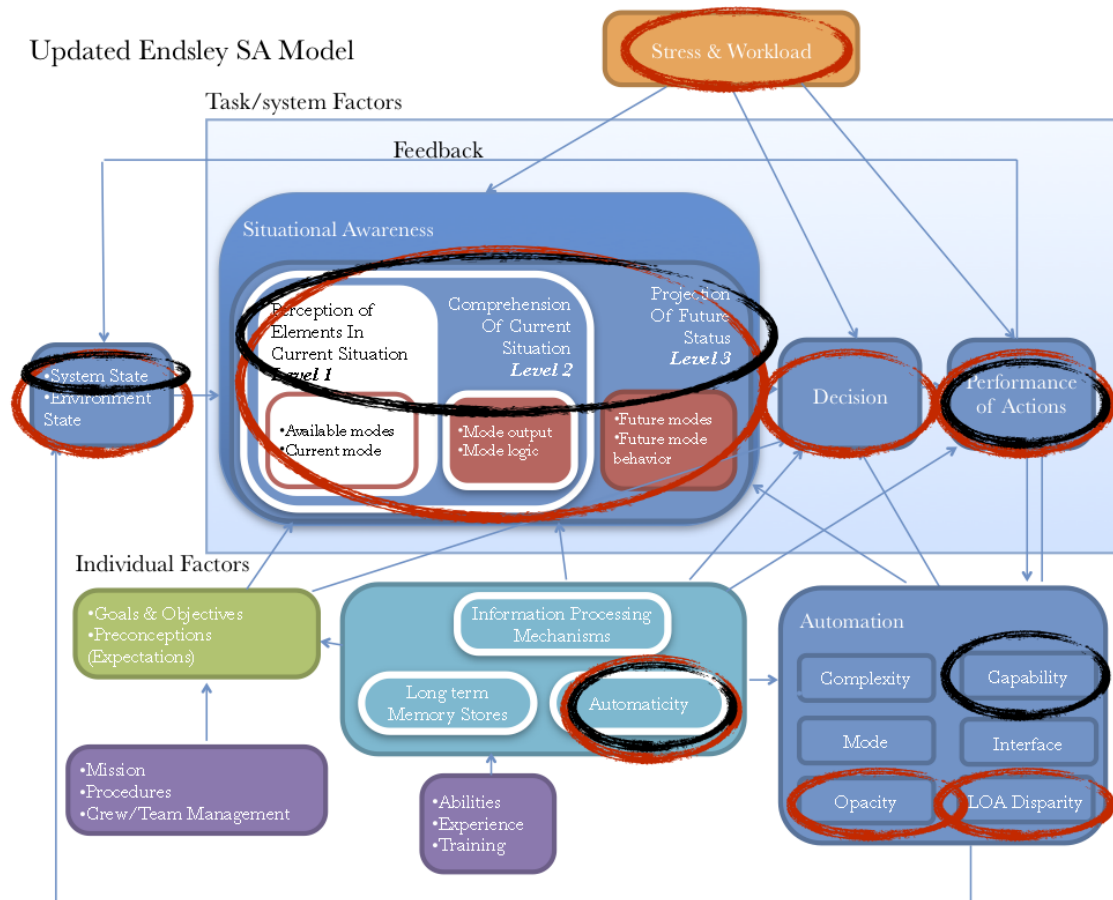 Updated Endsley SA Model
Stress & Workload
Task/system Factors
Feedback
Situational Awareness
Perception of
Elements In
Current Situation
Level 1
Comprehension
Of Current
Situation
Level 2
Projection
Of Future
Status
Level 3
•Available modes
•Current mode
•Mode output
•Mode logic
•Future modes
•Future mode
behavior
•System State
•Environment
State
Decision
Performance
of Actions
Individual Factors
•Goals & Objectives
•Preconceptions
(Expectations)
Information Processing
Mechanisms
Long term
Memory Stores
Automaticity
Automation
Complexity
Capability
Mode
Interface
Opacity
LOA Disparity
•Mission
•Procedures
•Crew/Team Management
•Abilities
•Experience
•Training